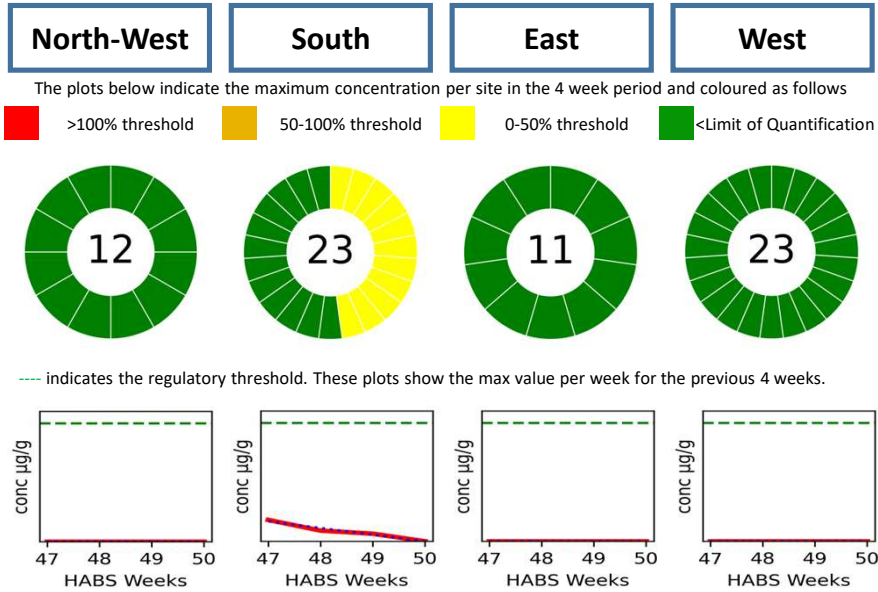 North-West South East West
The plots below indicate the maximum concentration per site in the 4 week period and coloured as follows
>100% threshold 50-100% threshold 0-50% threshold <Limit of Quantification
12 23 11 23
---- indicates the regulatory threshold. These plots show the max value per week for the previous 4 weeks.
conc µg/g conc µg/g conc µg/g conc µg/g
47 48 49 50 47 48 49 50 47 48 49 50 47 48 49 50
HABS Weeks HABS Weeks HABS Weeks HABS Weeks